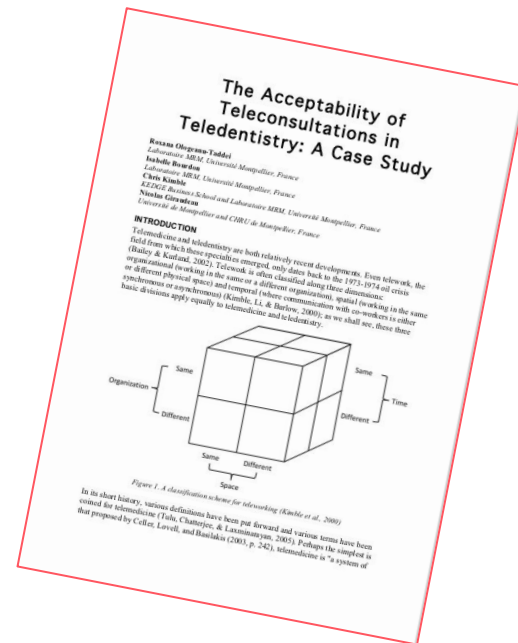 The Acceptability of
Teleconsultations in
Teledentistry: A Case Study
Roxana Ologeanu-Taddei
Laboratoire MRM, Université Montpellier, France
Isabelle Bourdon
Laboratoire MRM, Université Montpellier, France
Chris Kimble
KEDGE Business School and Laboratoire MRM, Université Montpellier, France
Nicolas Giraudeau
Université de Montpellier and CHRU de Montpellier, France
INTRODUCTION
Telemedicine and teledentistry are both relatively recent developments. Even telework, the
field from which these specialties emerged, only dates back to the 1973-1974 oil crisis
(Bailey & Kurland, 2002). Telework is often classified along three dimensions:
organizational (working in the same or a different organization), spatial (working in the same
or different physical space) and temporal (where communication with co-workers is either
synchronous or asynchronous) (Kimble, Li, & Barlow, 2000); as we shall see, these three
basic divisions apply equally to telemedicine and teledentistry.
Organization
Same
Different
Same
Different
Space
Same
Different
Time
Figure 1. A classification scheme for teleworking (Kimble et al., 2000)
In its short history, various definitions have been put forward and various terms have been
coined for telemedicine (Tulu, Chatterjee, & Laxminarayan, 2005). Perhaps the simplest is
that proposed by Celler, Lovell, and Basilakis (2003, p. 242), telemedicine is "a system of